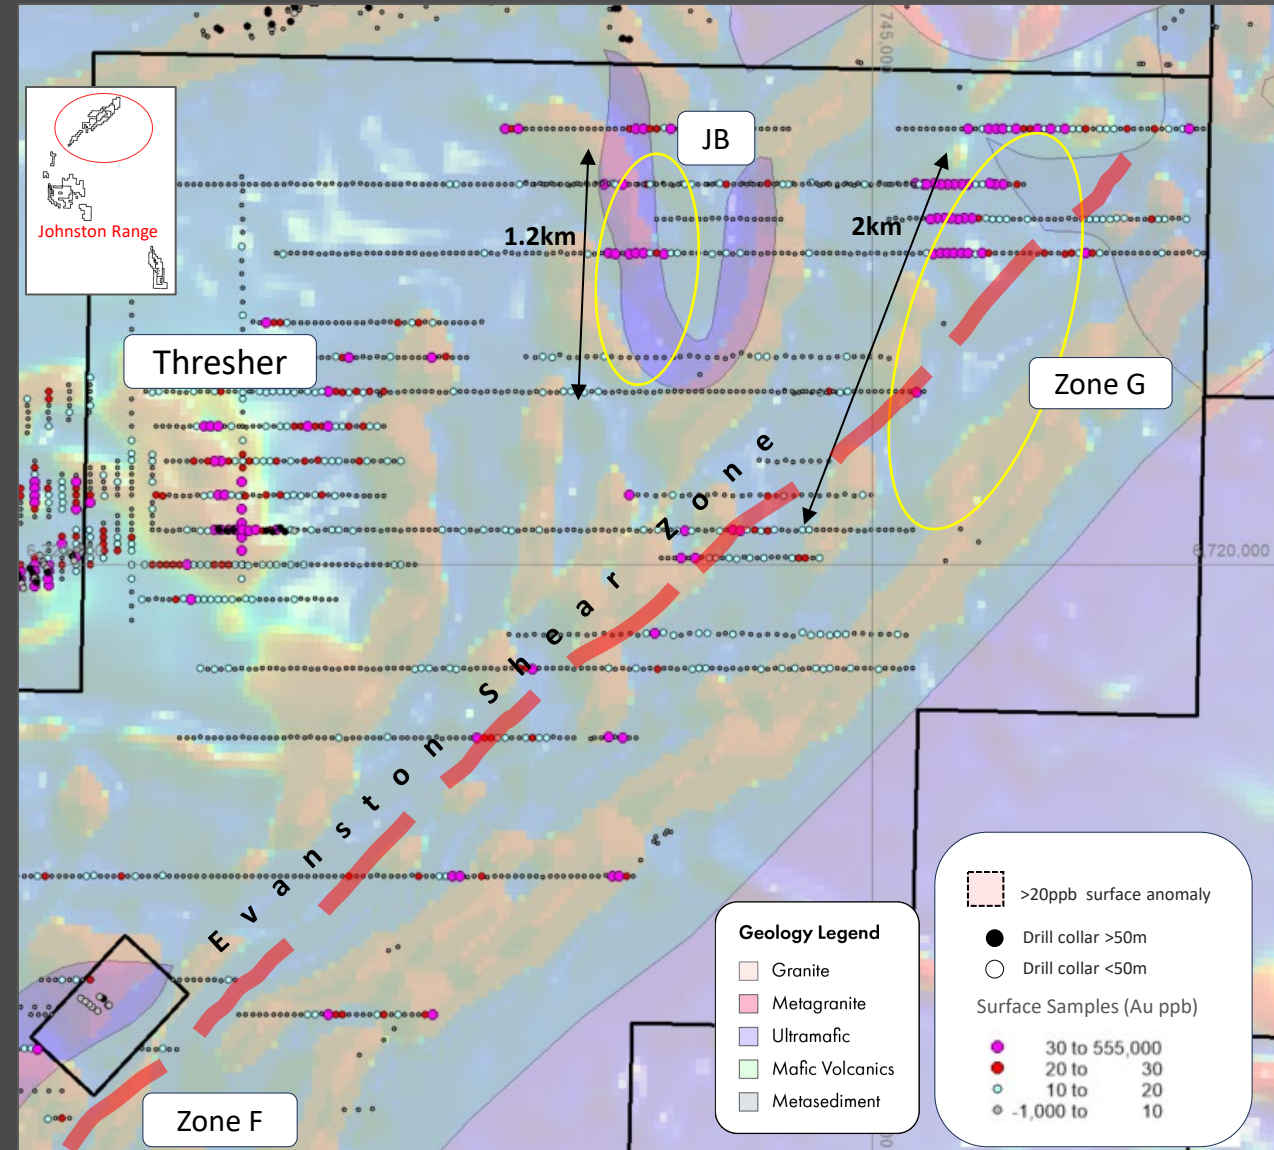 745,000
JB
Johnston Range
1.2km
2km
Thrasher
Zone G
Evanston Shear Zone
6,720,000
Zone F
Geology Legend
Granite
Metagranite
Ultramafic
Mafic Volcanics
Metasediment
>20ppb surface anomaly
Drill collar >50m
Drill collar <50m
Surface Samples (Au ppb)
30 to 555,000
20 to 30
10 to 20
-1,000 to 10